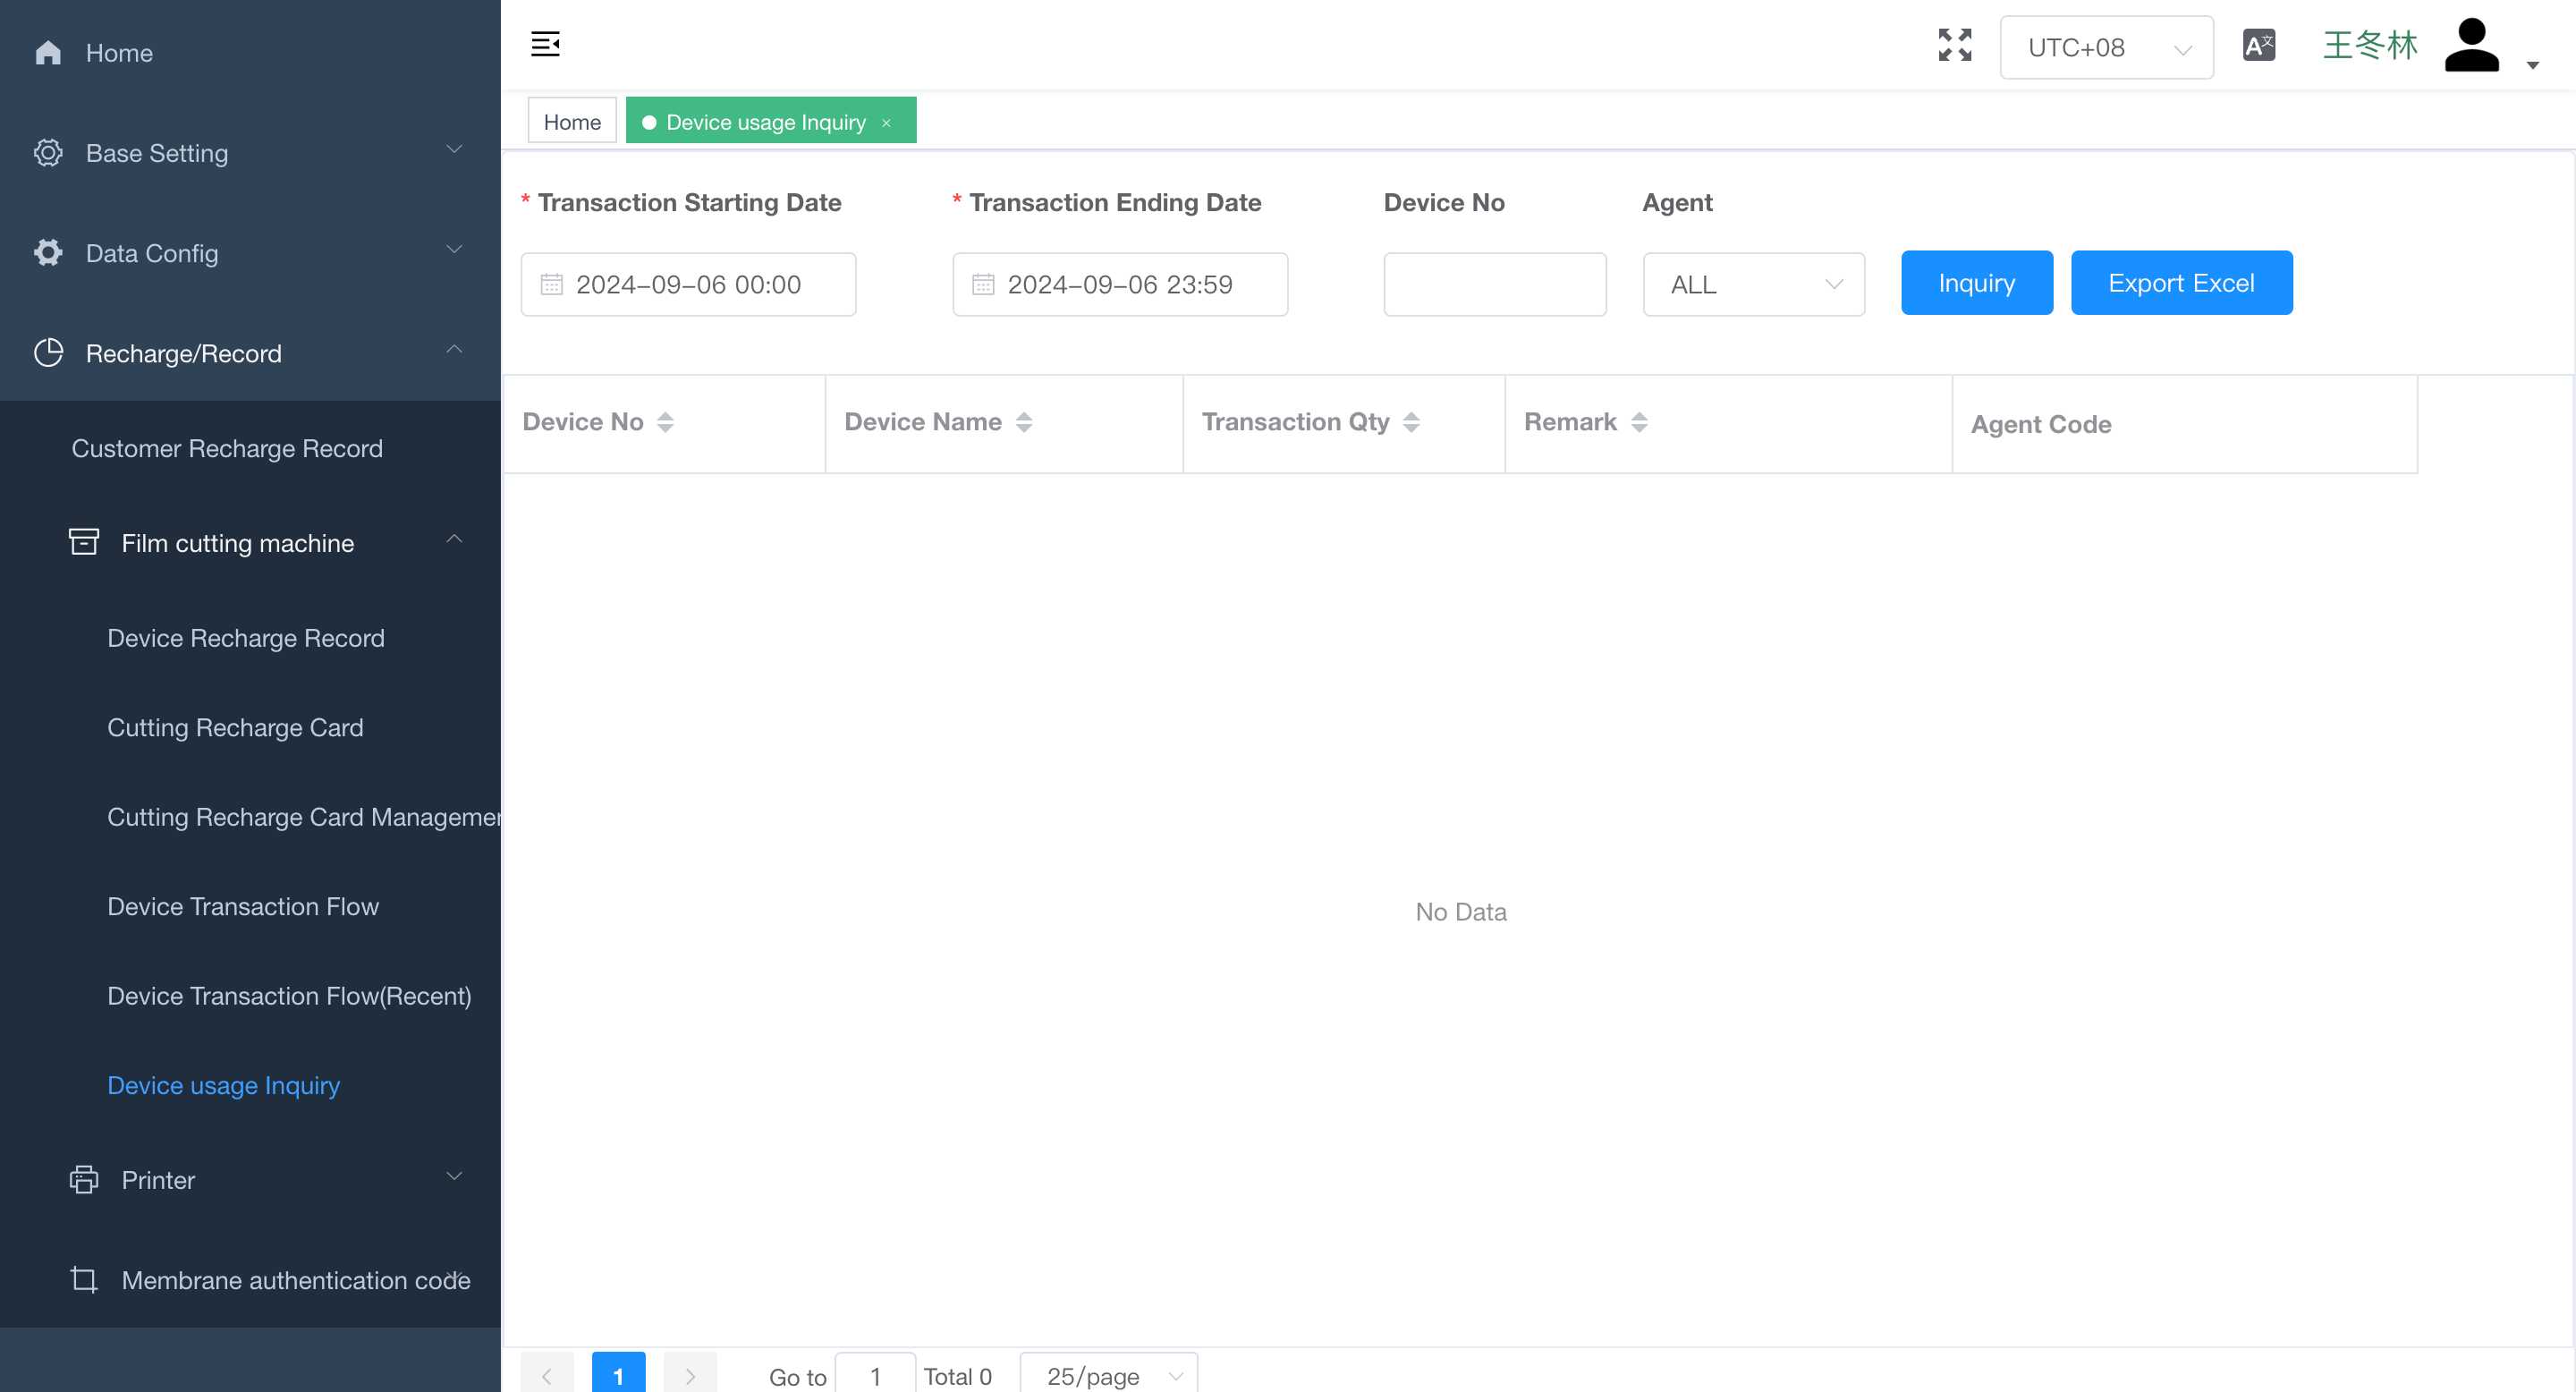 Home
Base Setting
Data Config
Recharge/Record
Customer Recharge Record
Film cutting machine
Device Recharge Record
Cutting Recharge Card
Cutting Recharge Card Managemer
Device Transaction Flow
Device Transaction Flow(Recent)
Device usage Inquiry
Printer
Membrane authentication code
UTC+08
A文
王冬林
Home
Device usage Inquiry ×
* Transaction Starting Date
* Transaction Ending Date
Device No
Agent
2024-09-06 00:00
2024-09-06 23:59
ALL
Inquiry
Export Excel
Device No
Device Name
Transaction Qty
Remark
Agent Code
No Data
1
Go to 1 Total 0
25/page